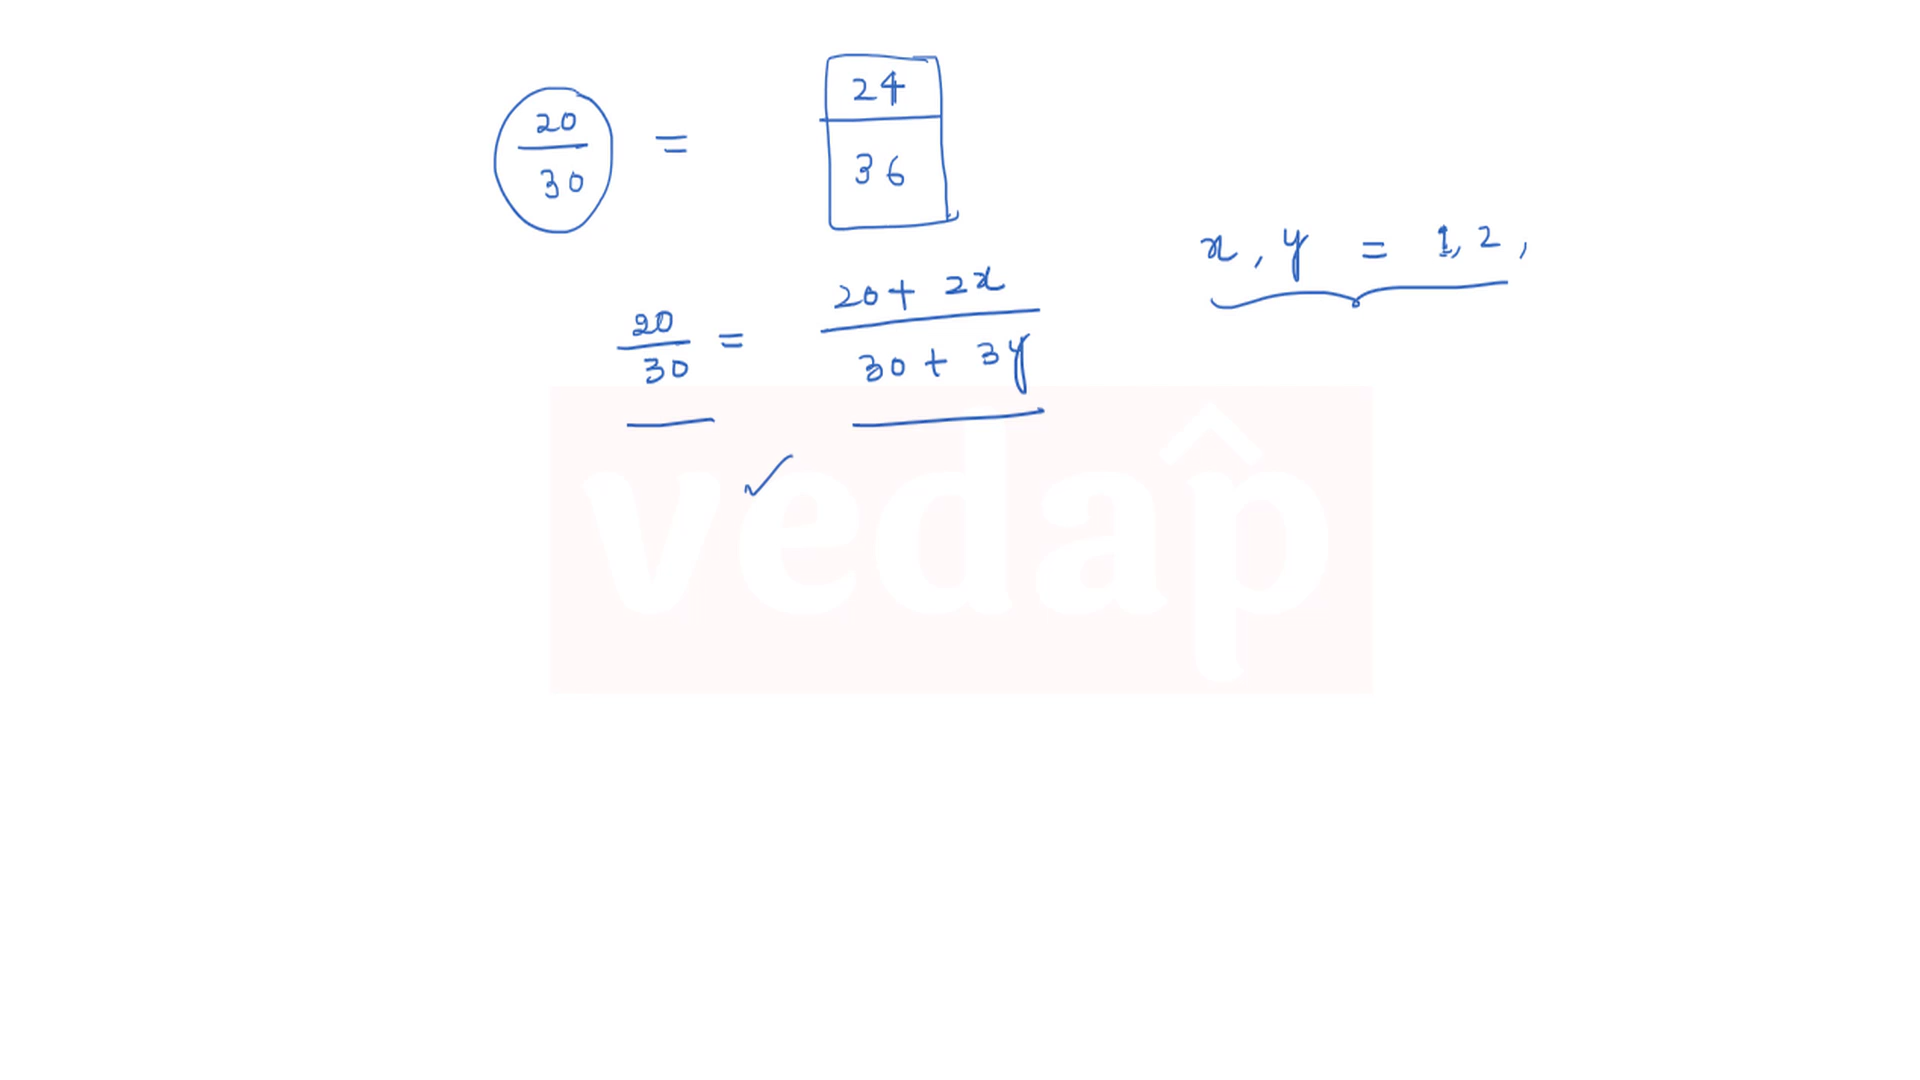 20/30 = 24/36
x, y = 1, 2,
20/30 = (20 + 2x)/(30 + 3y)
✓
vedap